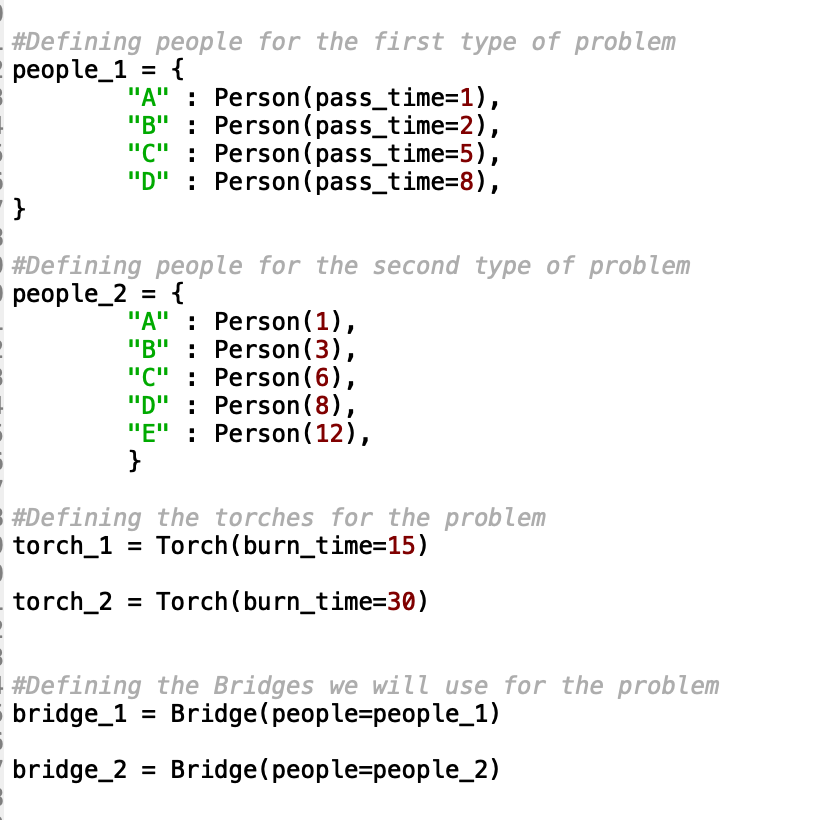 #Defining people for the first type of problem
people_1 = {
        "A" : Person(pass_time=1),
        "B" : Person(pass_time=2),
        "C" : Person(pass_time=5),
        "D" : Person(pass_time=8),
}
#Defining people for the second type of problem
people_2 = {
        "A" : Person(1),
        "B" : Person(3),
        "C" : Person(6),
        "D" : Person(8),
        "E" : Person(12),
        }
#Defining the torches for the problem
torch_1 = Torch(burn_time=15)
torch_2 = Torch(burn_time=30)
#Defining the Bridges we will use for the problem
bridge_1 = Bridge(people=people_1)
bridge_2 = Bridge(people=people_2)